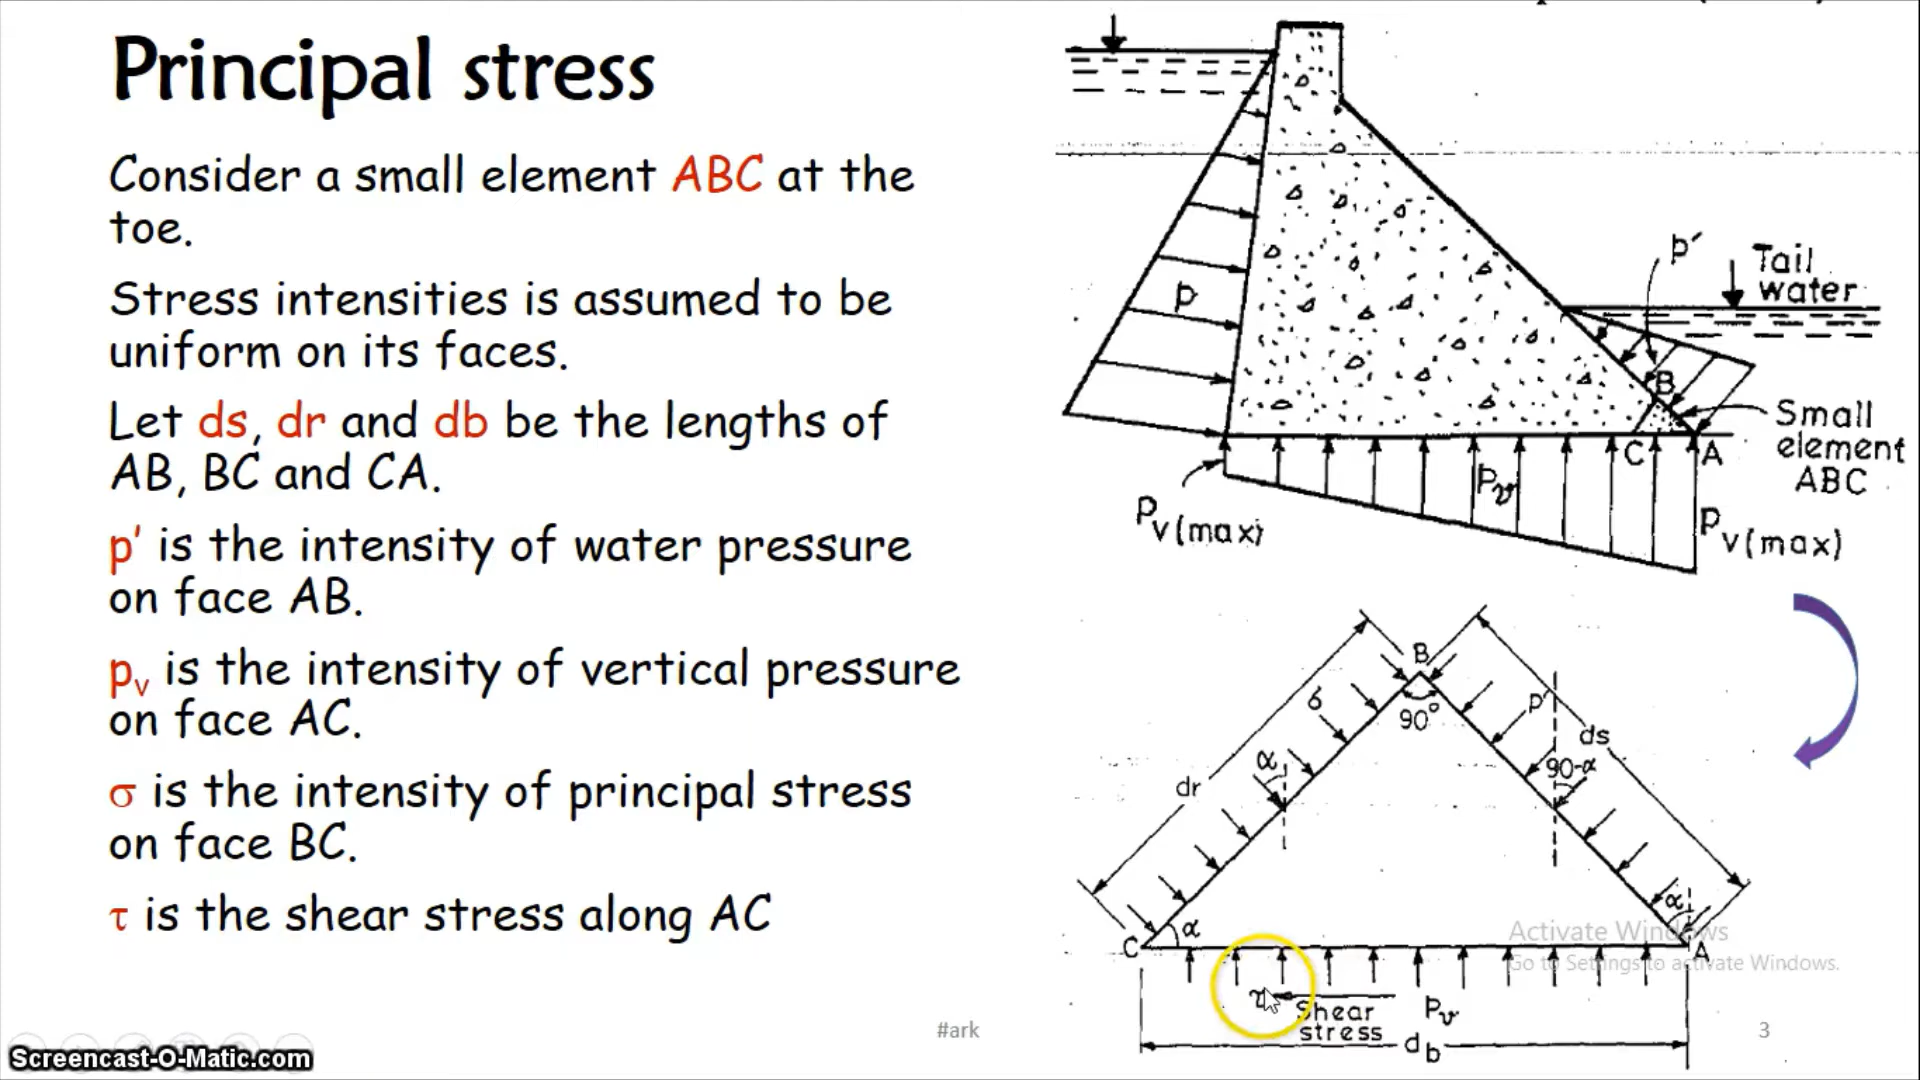 Principal stress
Consider a small element ABC at the
toe.
Stress intensities is assumed to be
uniform on its faces.
Let ds, dr and db be the lengths of
AB, BC and CA.
p' is the intensity of water pressure
on face AB.
pv is the intensity of vertical pressure
on face AC.
σ is the intensity of principal stress
on face BC.
τ is the shear stress along AC
p
p'
Tail
water
B
Small
element
ABC
C
A
Pv
Pv(max)
Pv(max)
B
90°
σ
p'
ds
α
90-α
dr
α
C
α
A
Activate Windows
Go to Settings to activate Windows.
τ
Shear
stress
Pv
db
#ark
3
Screencast-O-Matic.com